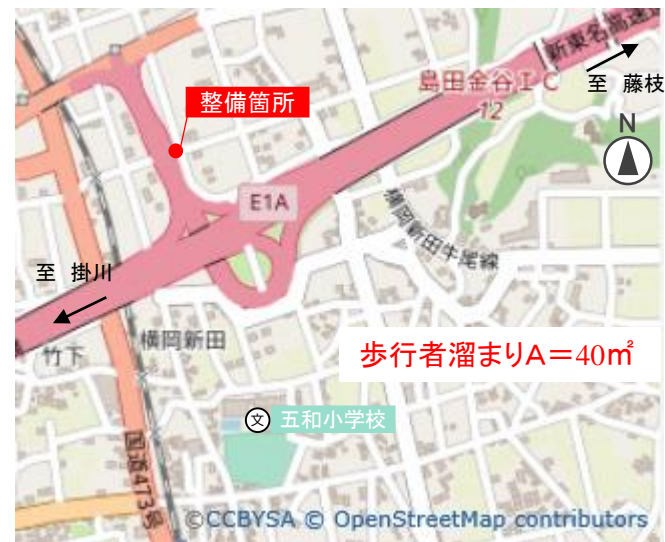 新東名高速道
島田金谷IC
12
至 藤枝
N
整備箇所
E1A
横岡新田牛尾線
至 掛川
竹下
横岡新田
歩行者溜まりA=40㎡
文 五和小学校
国道473号
©CCBYSA © OpenStreetMap contributors